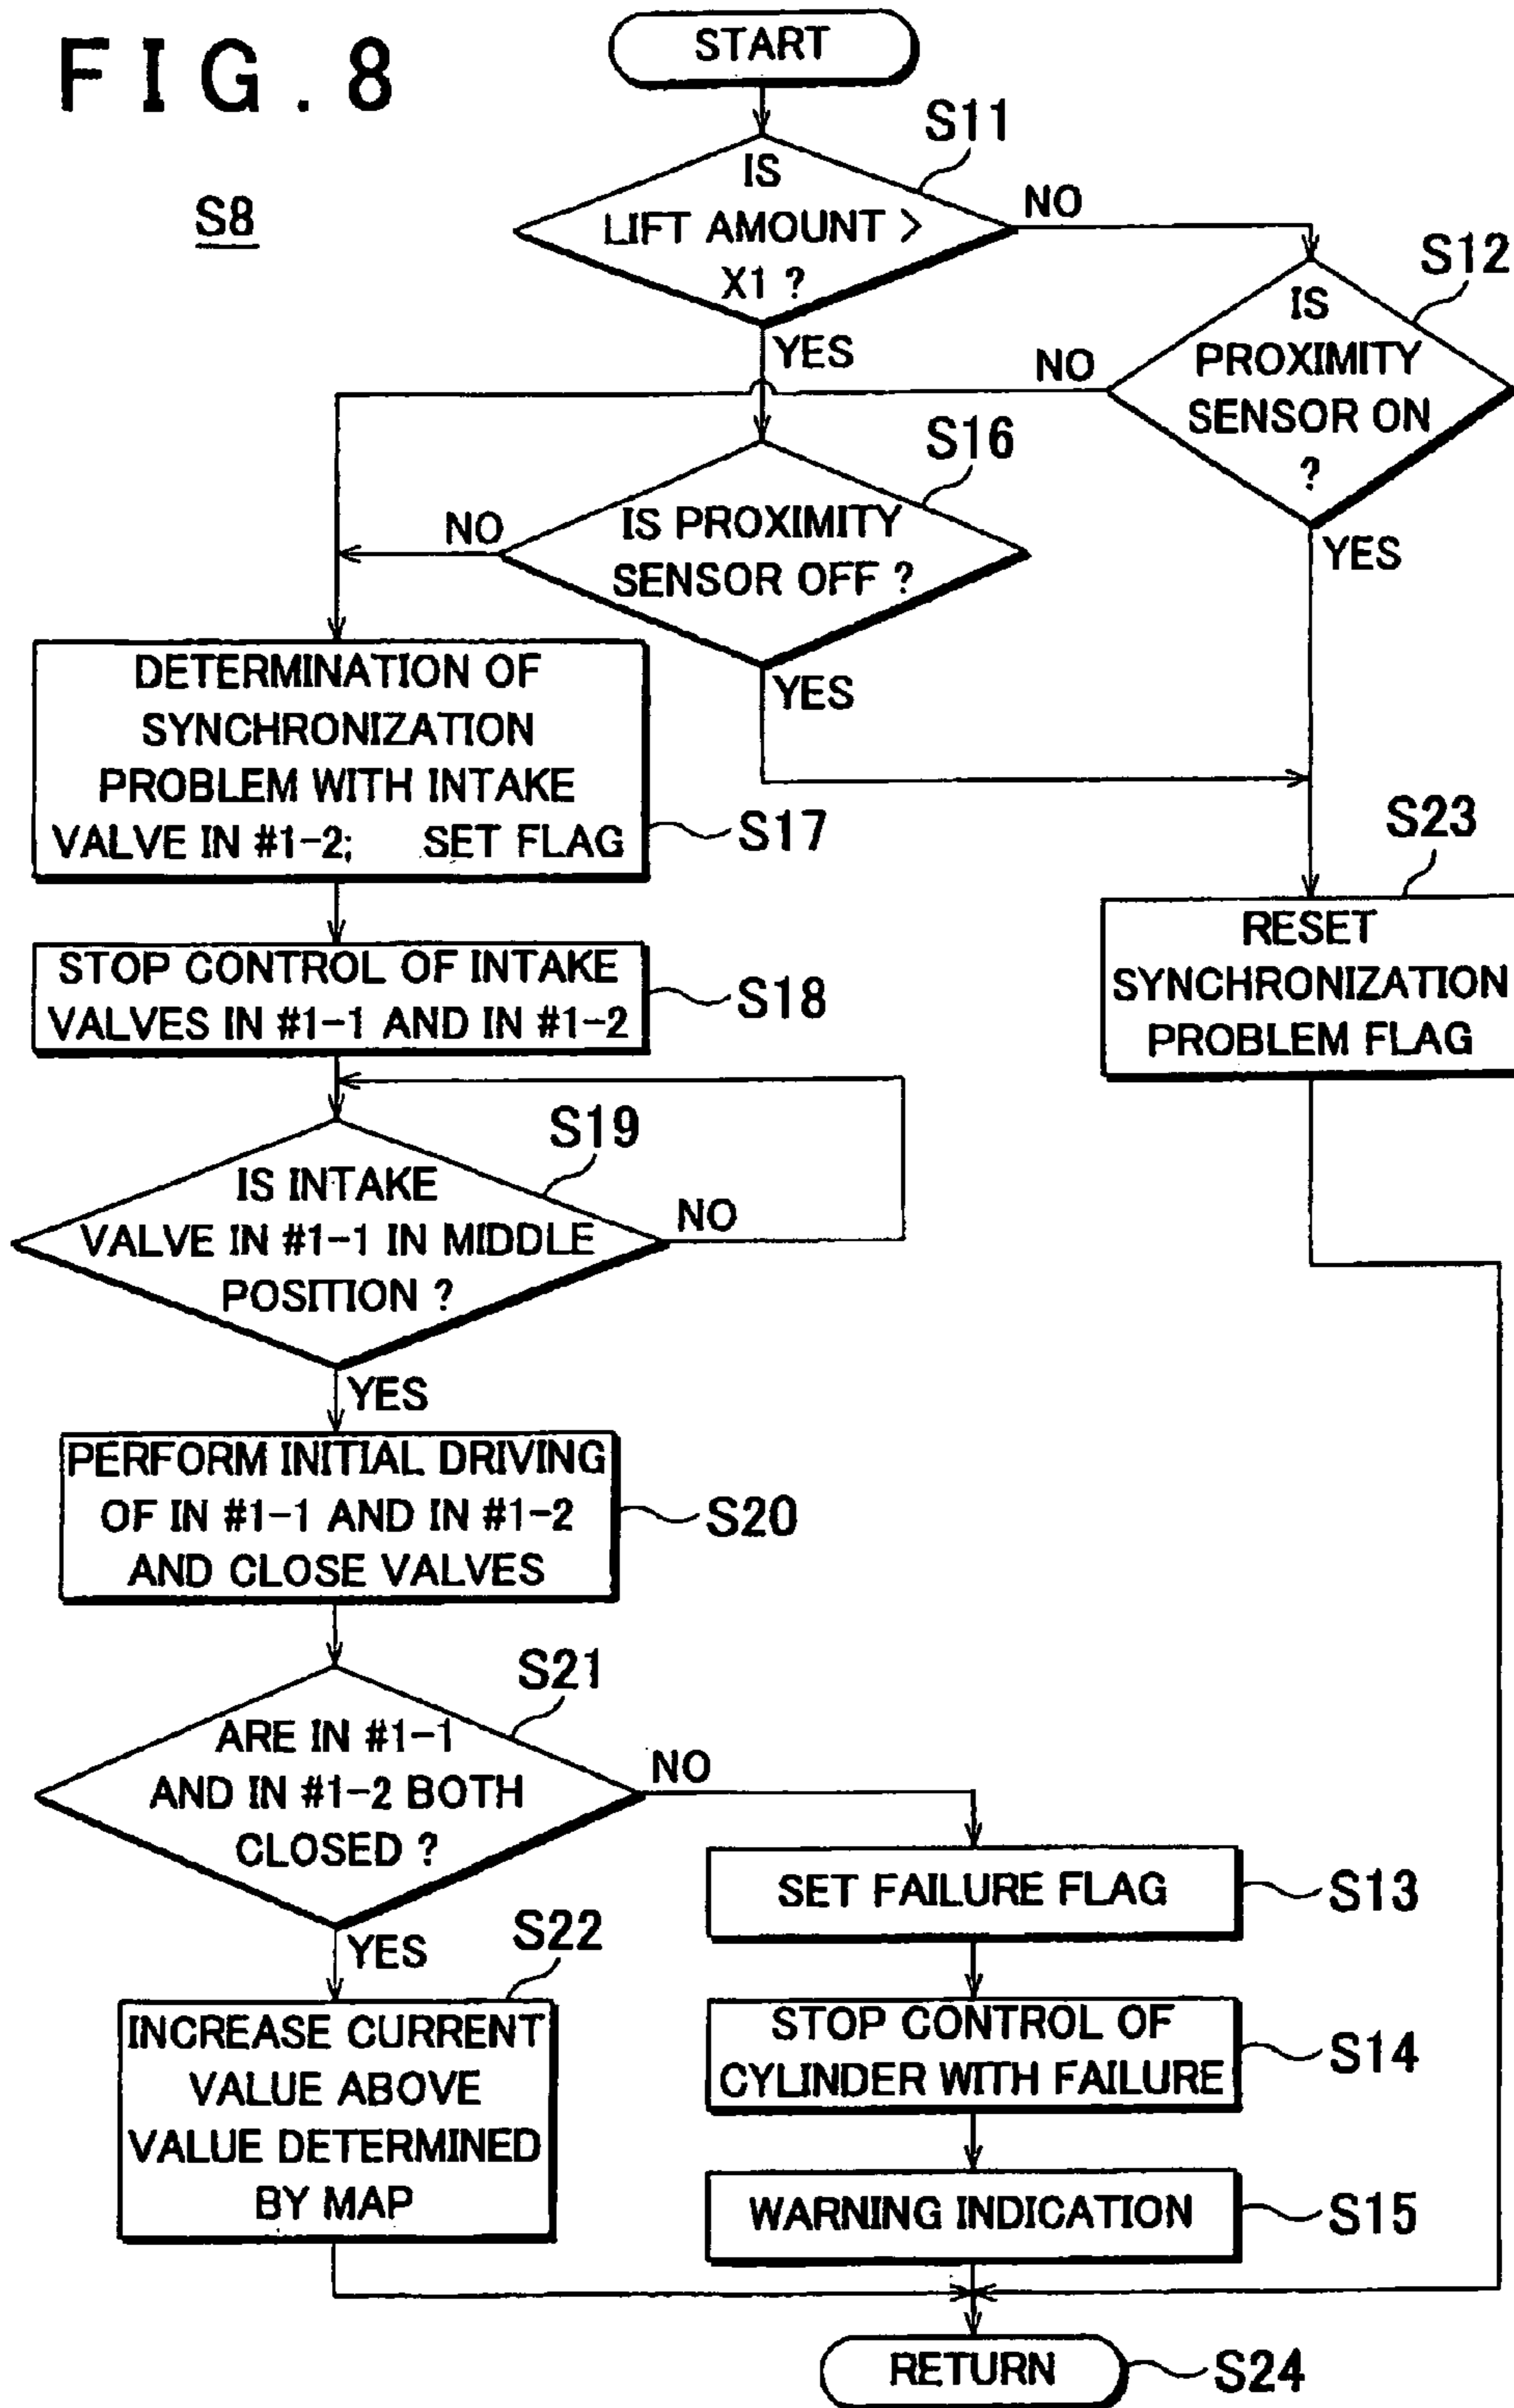 FIG. 8
START
S11
IS
LIFT AMOUNT >
X1 ?
NO
S8
S12
YES
IS
PROXIMITY
SENSOR ON
?
NO
S16
IS PROXIMITY
SENSOR OFF ?
NO
YES
YES
DETERMINATION OF
SYNCHRONIZATION
PROBLEM WITH INTAKE
VALVE IN #1-2; SET FLAG
S17
S23
RESET
SYNCHRONIZATION
PROBLEM FLAG
STOP CONTROL OF INTAKE
VALVES IN #1-1 AND IN #1-2
S18
S19
IS INTAKE
VALVE IN #1-1 IN MIDDLE
POSITION ?
NO
YES
PERFORM INITIAL DRIVING
OF IN #1-1 AND IN #1-2
AND CLOSE VALVES
S20
S21
ARE IN #1-1
AND IN #1-2 BOTH
CLOSED ?
NO
SET FAILURE FLAG
S13
YES
S22
INCREASE CURRENT
VALUE ABOVE
VALUE DETERMINED
BY MAP
STOP CONTROL OF
CYLINDER WITH FAILURE
S14
WARNING INDICATION
S15
RETURN
S24